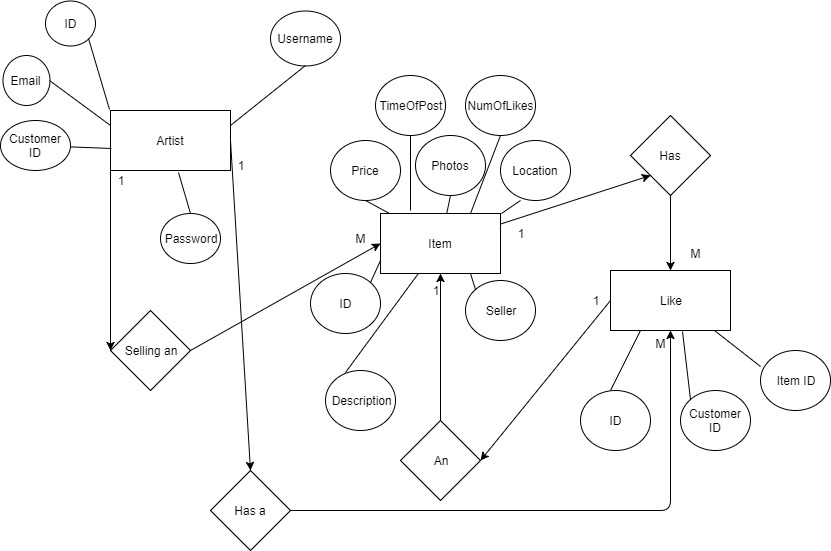 ID
Username
Email
TimeOfPost
NumOfLikes
Customer
ID
Artist
Has
Price
Photos
Location
1
1
Password
M
Item
1
M
ID
1
Seller
1
Like
Selling an
M
Description
ID
Customer
ID
Item ID
An
Has a